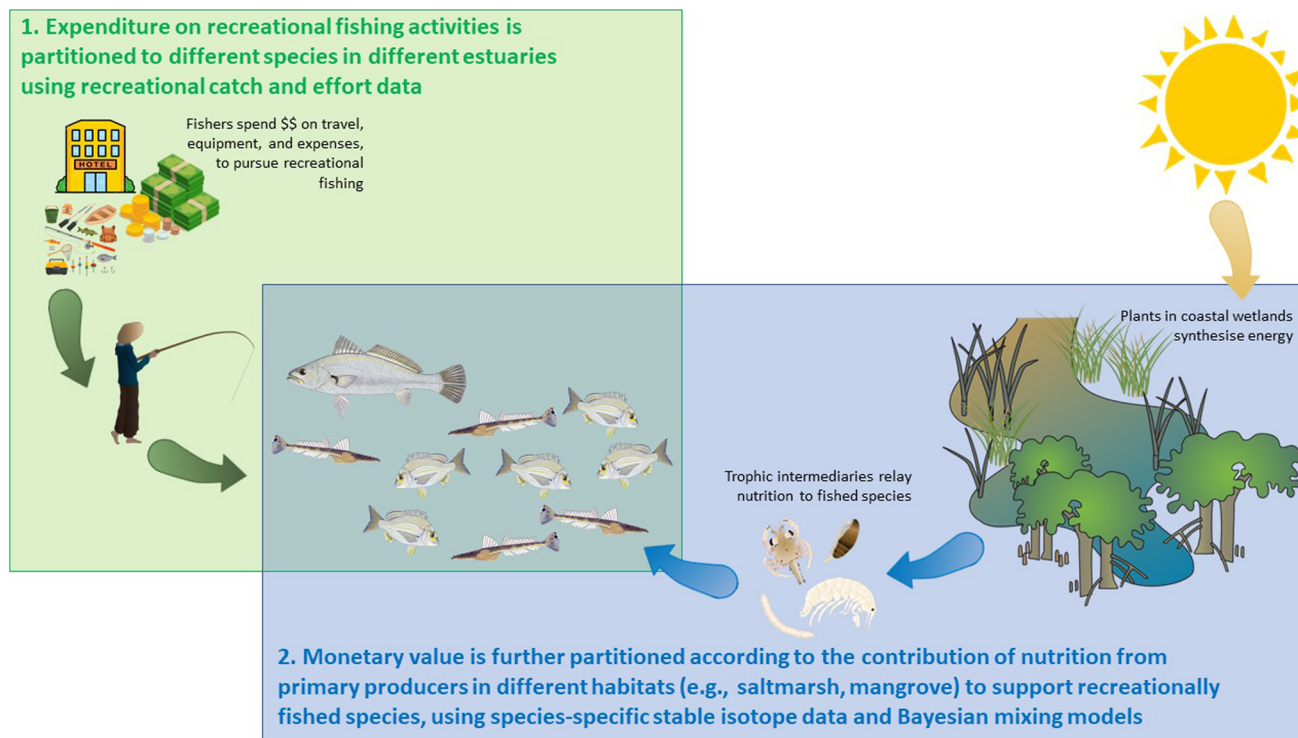 1. Expenditure on recreational fishing activities is
partitioned to different species in different estuaries
using recreational catch and effort data
Fishers spend $$ on travel,
equipment, and expenses,
to pursue recreational
fishing
HOTEL
Plants in coastal wetlands
synthesise energy
Trophic intermediaries relay
nutrition to fished species
2. Monetary value is further partitioned according to the contribution of nutrition from
primary producers in different habitats (e.g., saltmarsh, mangrove) to support recreationally
fished species, using species-specific stable isotope data and Bayesian mixing models